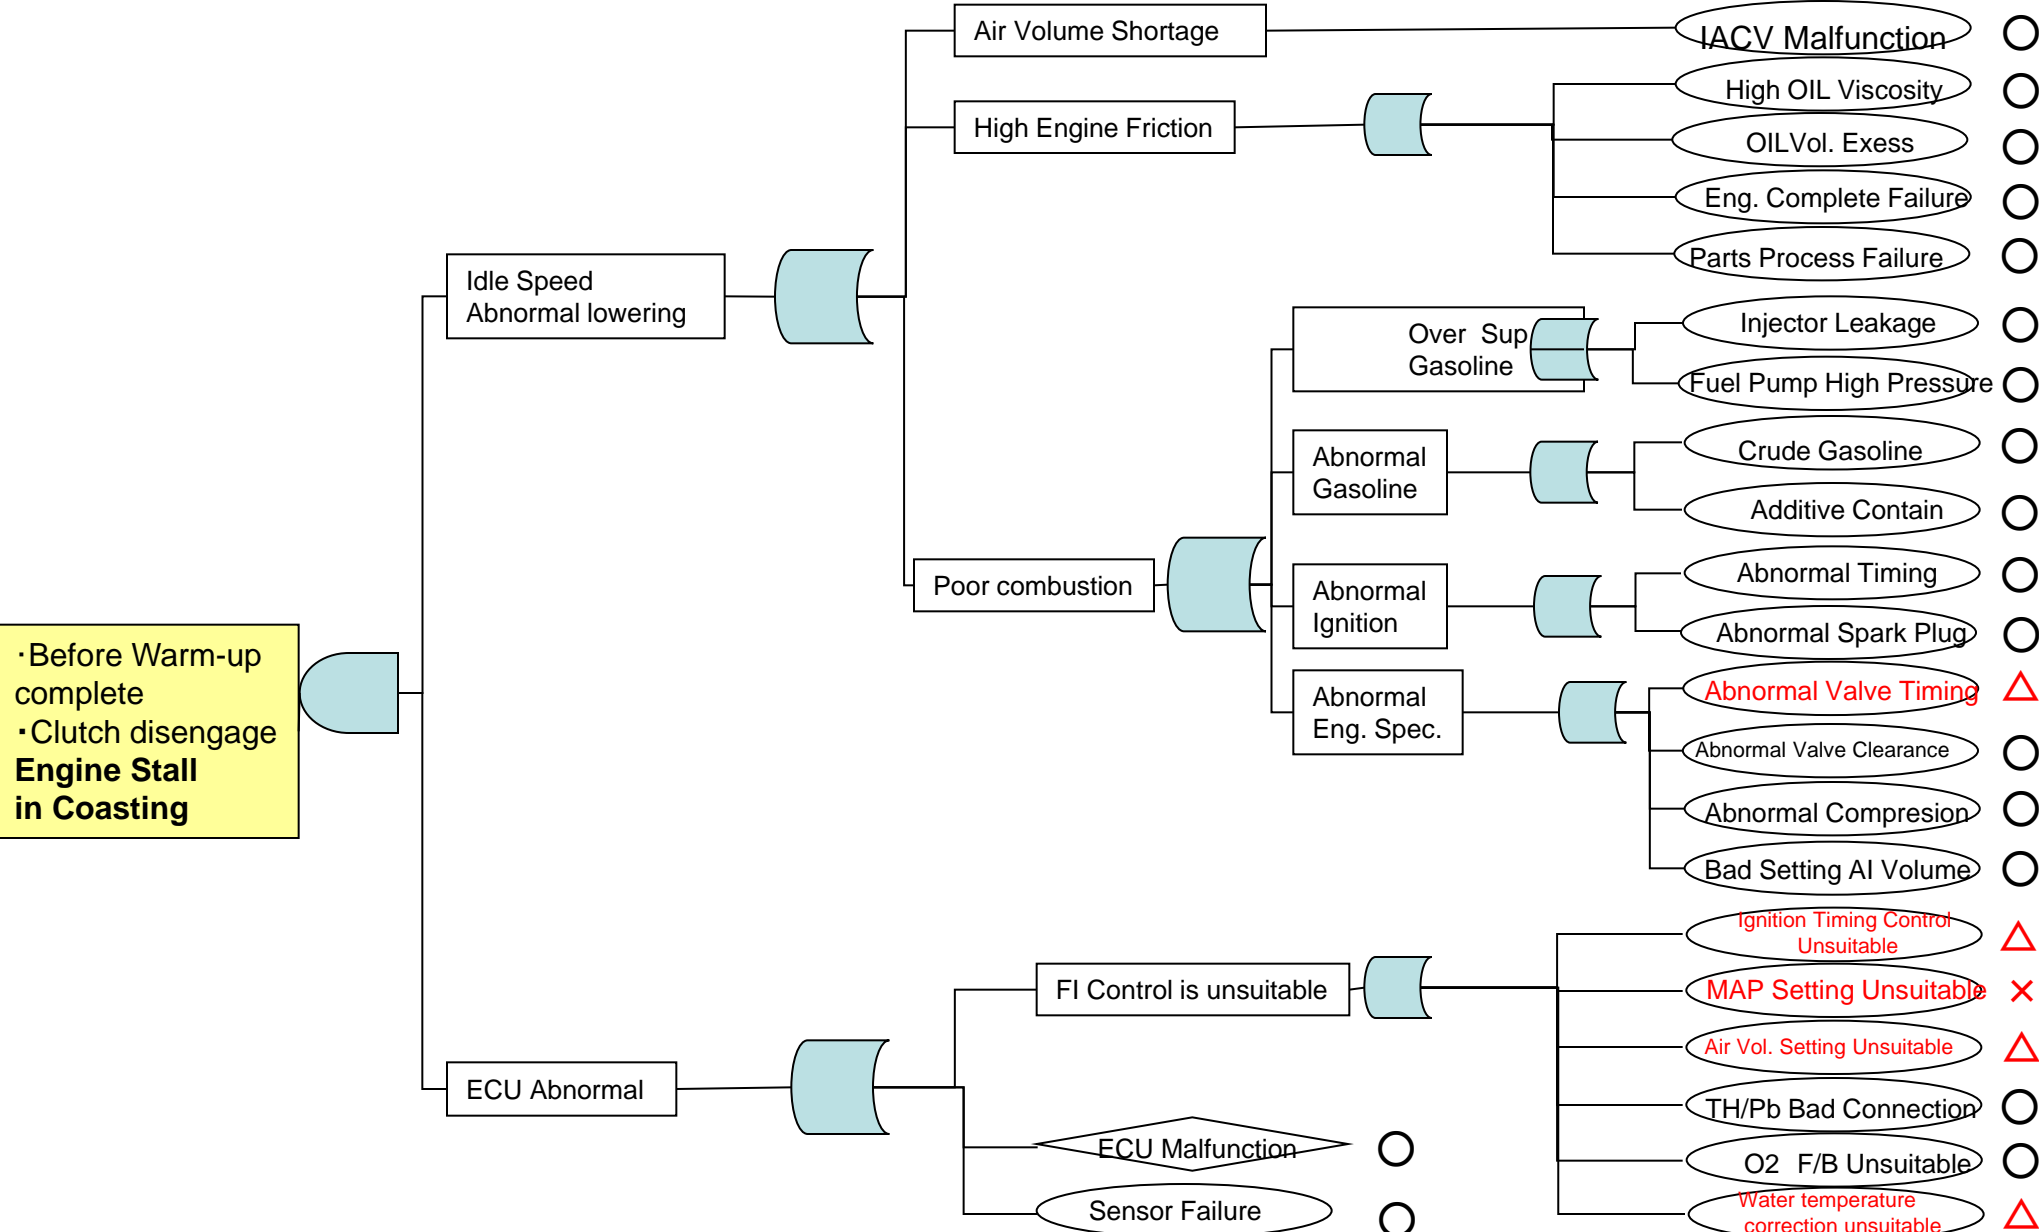 Air Volume Shortage
IACV Malfunction
High Engine Friction
High OIL Viscosity
OILVol. Exess
Eng. Complete Failure
Parts Process Failure
Idle Speed
Abnormal lowering
Over Sup
Gasoline
Injector Leakage
Fuel Pump High Pressure
Abnormal
Gasoline
Crude Gasoline
Additive Contain
Poor combustion
Abnormal
Ignition
Abnormal Timing
Abnormal Spark Plug
Abnormal
Eng. Spec.
Abnormal Valve Timing
Abnormal Valve Clearance
Abnormal Compresion
Bad Setting AI Volume
・Before Warm-up
complete
・Clutch disengage
Engine Stall
in Coasting
FI Control is unsuitable
Ignition Timing Control
Unsuitable
MAP Setting Unsuitable
Air Vol. Setting Unsuitable
TH/Pb Bad Connection
O2 F/B Unsuitable
Water temperature
correction unsuitable
ECU Abnormal
ECU Malfunction
Sensor Failure